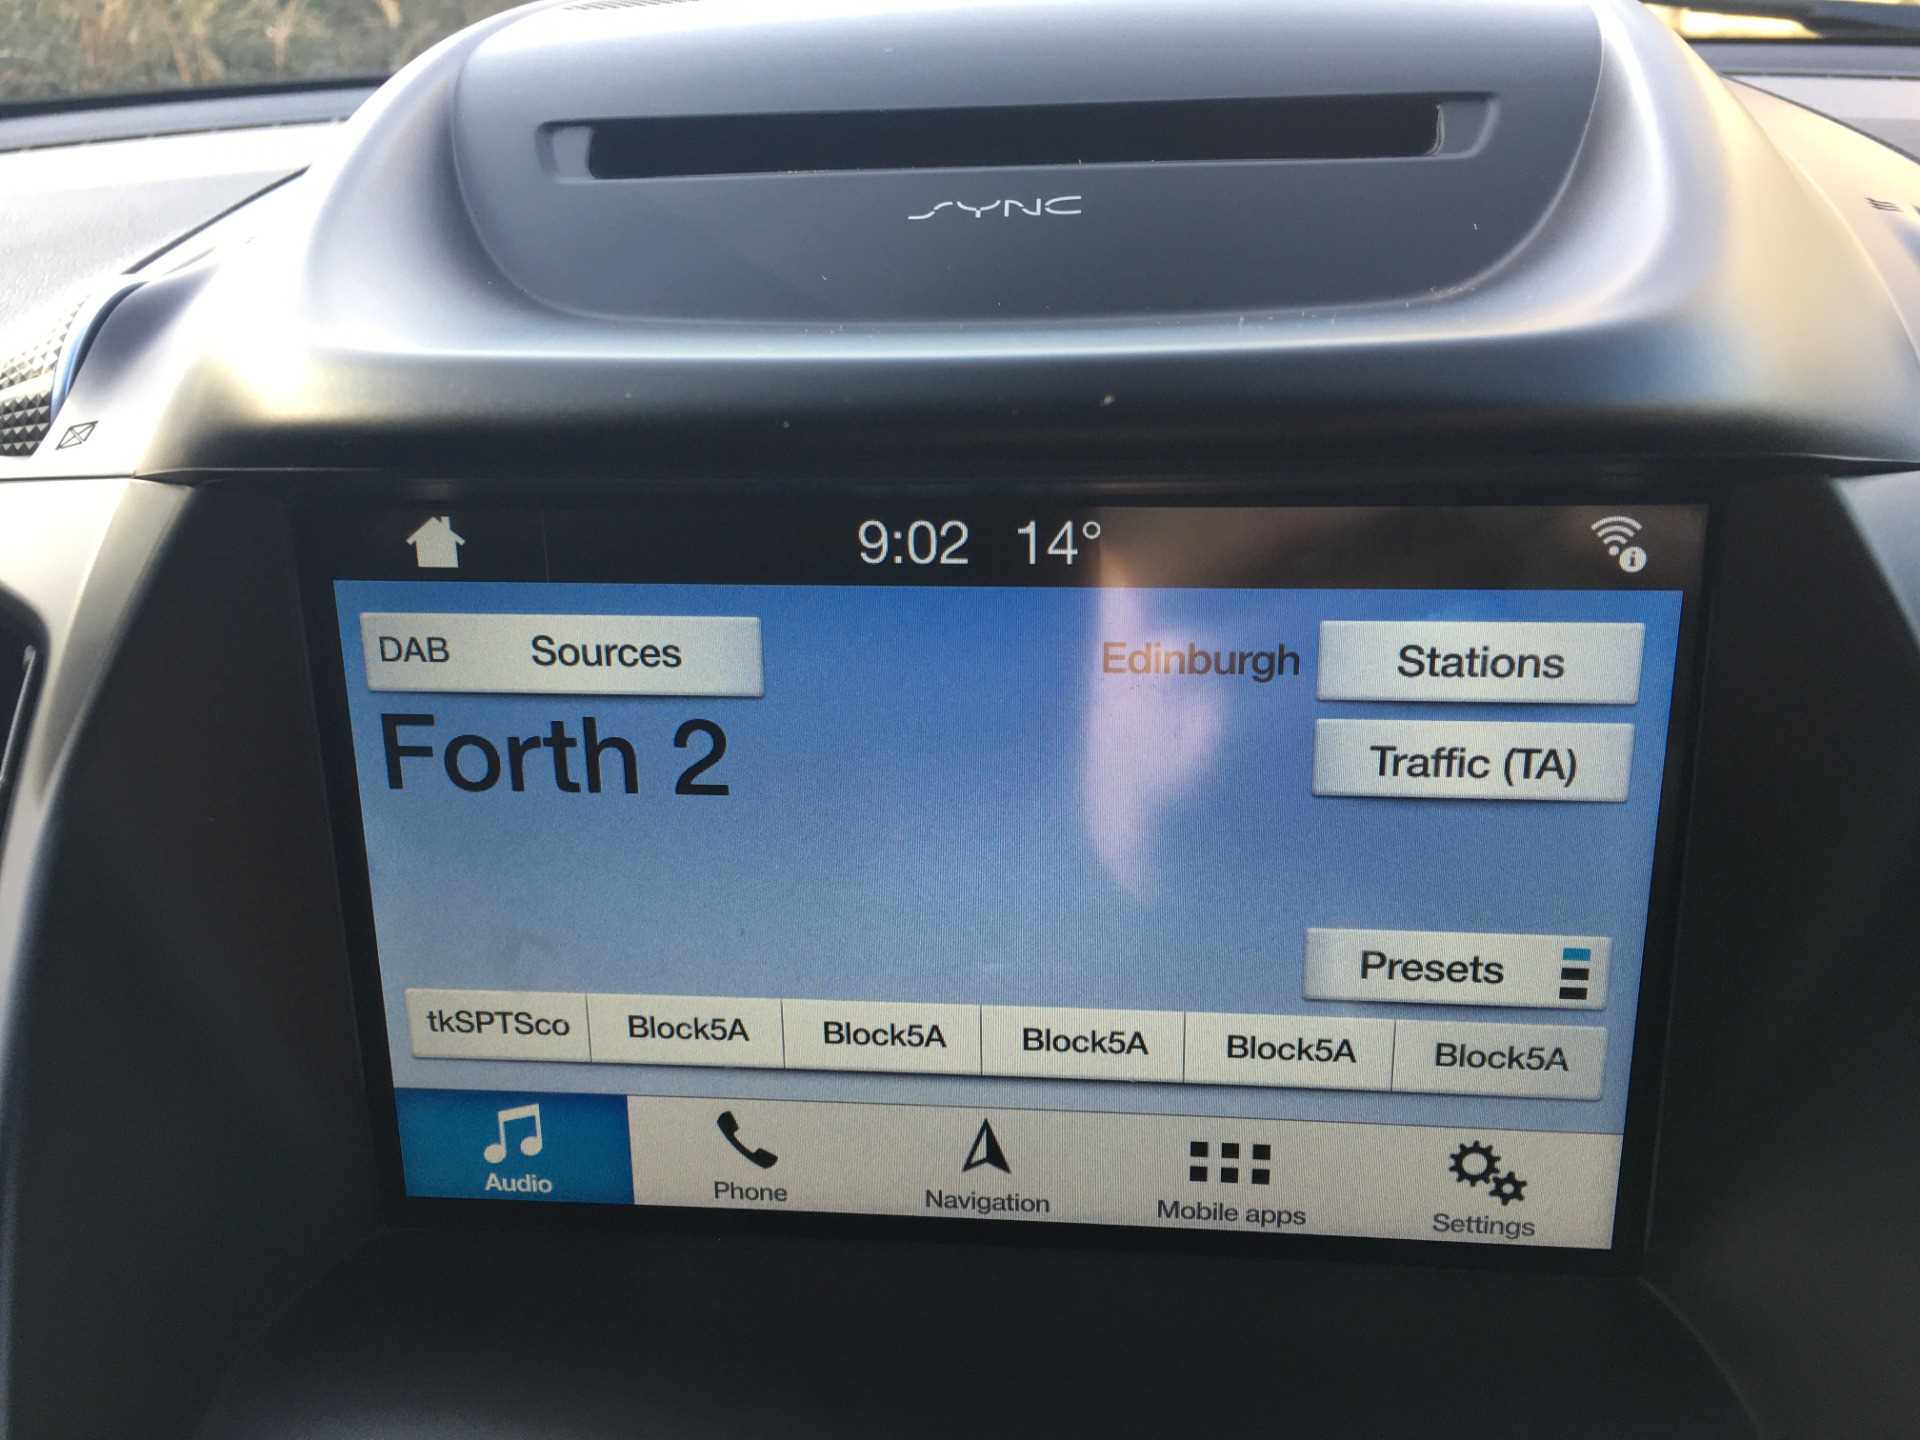 SYNC
9:02 14°
DAB Sources
Edinburgh Stations
Forth 2
Traffic (TA)
Presets
tkSPTSco Block5A Block5A Block5A Block5A Block5A
Audio Phone Navigation Mobile apps Settings